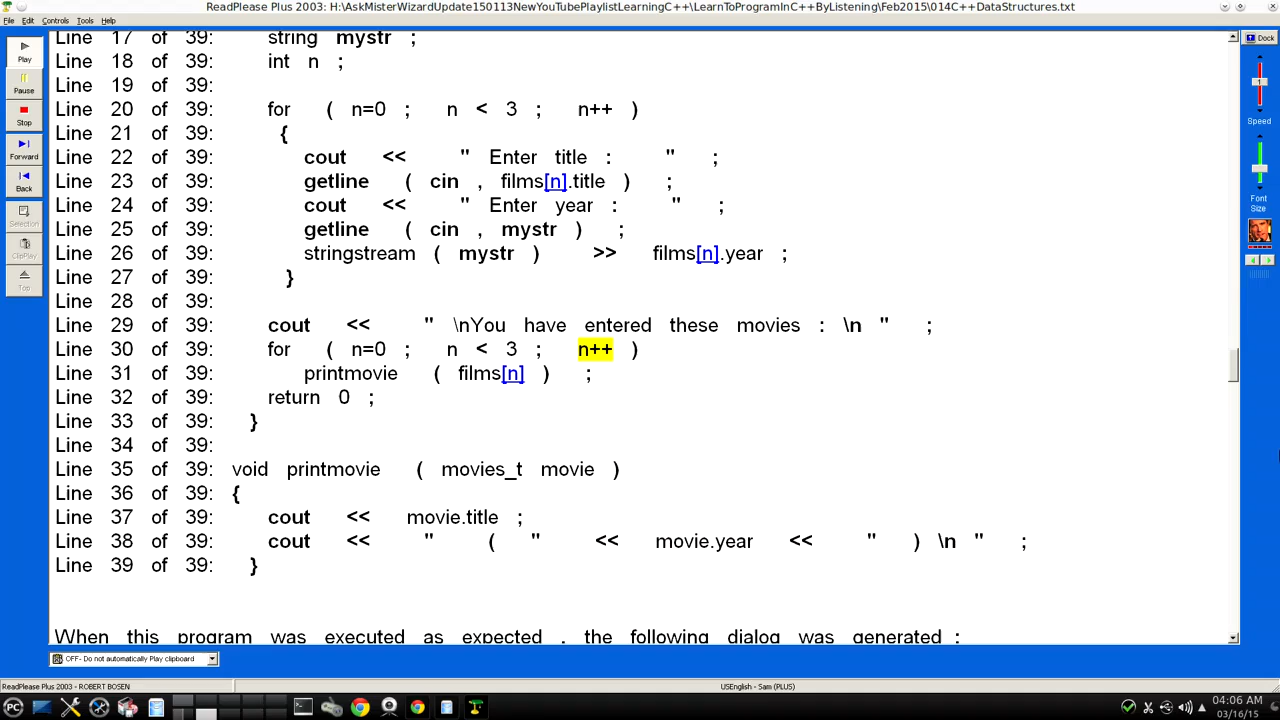 ReadPlease Plus 2003: H:\AskMisterWizardUpdate150113NewYouTubePlaylistLearningC++\LearnToProgramInC++ByListening\Feb2015\014C++DataStructures.txt
File Edit Controls Tools Help
Play
Pause
Stop
Forward
Back
Selection
ClipPlay
Top
Dock
Speed
Font
Size
Line 17 of 39: string mystr ;
Line 18 of 39: int n ;
Line 19 of 39:
Line 20 of 39: for ( n=0 ; n < 3 ; n++ )
Line 21 of 39: {
Line 22 of 39: cout << " Enter title : " ;
Line 23 of 39: getline ( cin , films[n].title ) ;
Line 24 of 39: cout << " Enter year : " ;
Line 25 of 39: getline ( cin , mystr ) ;
Line 26 of 39: stringstream ( mystr ) >> films[n].year ;
Line 27 of 39: }
Line 28 of 39:
Line 29 of 39: cout << " \nYou have entered these movies : \n " ;
Line 30 of 39: for ( n=0 ; n < 3 ; n++ )
Line 31 of 39: printmovie ( films[n] ) ;
Line 32 of 39: return 0 ;
Line 33 of 39: }
Line 34 of 39:
Line 35 of 39: void printmovie ( movies_t movie )
Line 36 of 39: {
Line 37 of 39: cout << movie.title ;
Line 38 of 39: cout << " ( " << movie.year << " ) \n " ;
Line 39 of 39: }
When this program was executed as expected , the following dialog was generated :
OFF- Do not automatically Play clipboard
ReadPlease Plus 2003 - ROBERT BOSEN
USEnglish - Sam (PLUS)
PC
04:06 AM
03/16/15